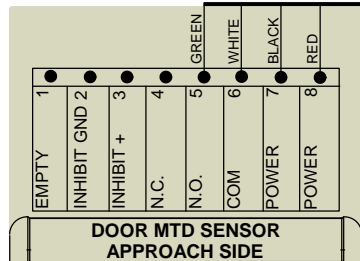 GREEN
WHITE
BLACK
RED
1 EMPTY
2 INHIBIT GND
3 INHIBIT +
4 N.C.
5 N.O.
6 COM
7 POWER
8 POWER
DOOR MTD SENSOR
APPROACH SIDE